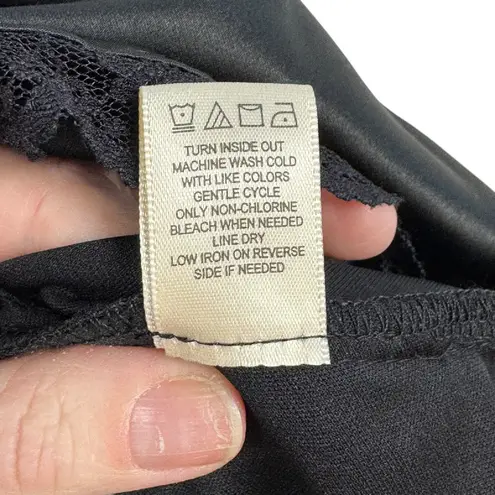 TURN INSIDE OUT
MACHINE WASH COLD
WITH LIKE COLORS
GENTLE CYCLE
ONLY NON-CHLORINE
BLEACH WHEN NEEDED
LINE DRY
LOW IRON ON REVERSE
SIDE IF NEEDED